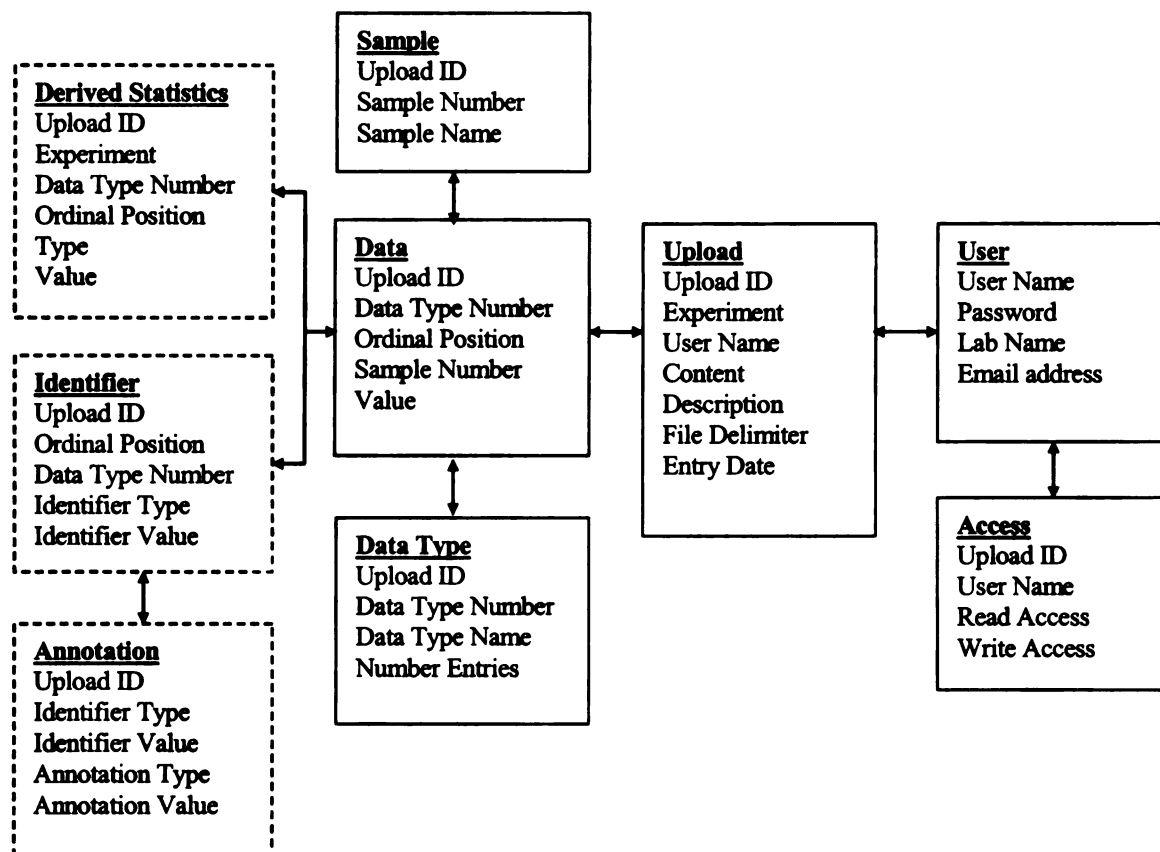 Sample
Upload ID
Sample Number
Sample Name
Derived Statistics
Upload ID
Experiment
Data Type Number
Ordinal Position
Type
Value
Data
Upload ID
Data Type Number
Ordinal Position
Sample Number
Value
Upload
Upload ID
Experiment
User Name
Content
Description
File Delimiter
Entry Date
User
User Name
Password
Lab Name
Email address
Identifier
Upload ID
Ordinal Position
Data Type Number
Identifier Type
Identifier Value
Data Type
Upload ID
Data Type Number
Data Type Name
Number Entries
Access
Upload ID
User Name
Read Access
Write Access
Annotation
Upload ID
Identifier Type
Identifier Value
Annotation Type
Annotation Value